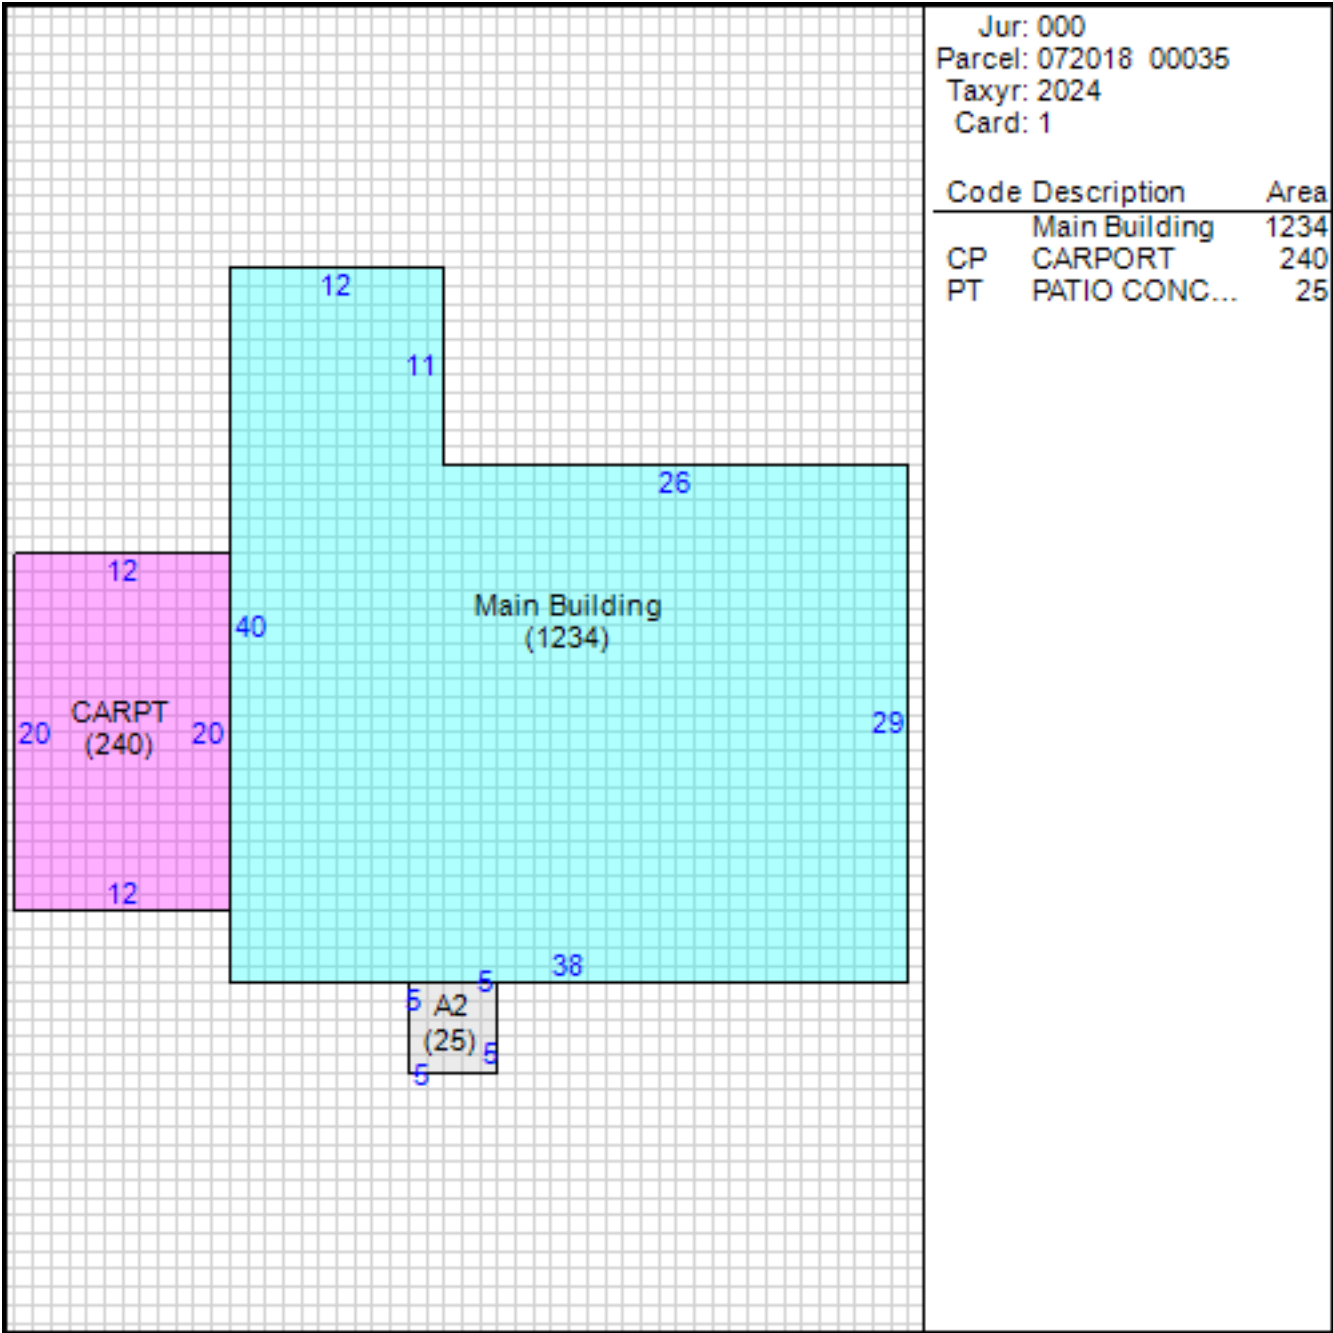 Jur: 000
Parcel: 072018 00035
Taxyr: 2024
Card: 1
Code Description Area
Main Building 1234
CP CARPORT 240
PT PATIO CONC... 25
12
11
26
12
40
Main Building
(1234)
29
20
CARPT
(240)
20
12
38
5
5
A2
(25)
5
5